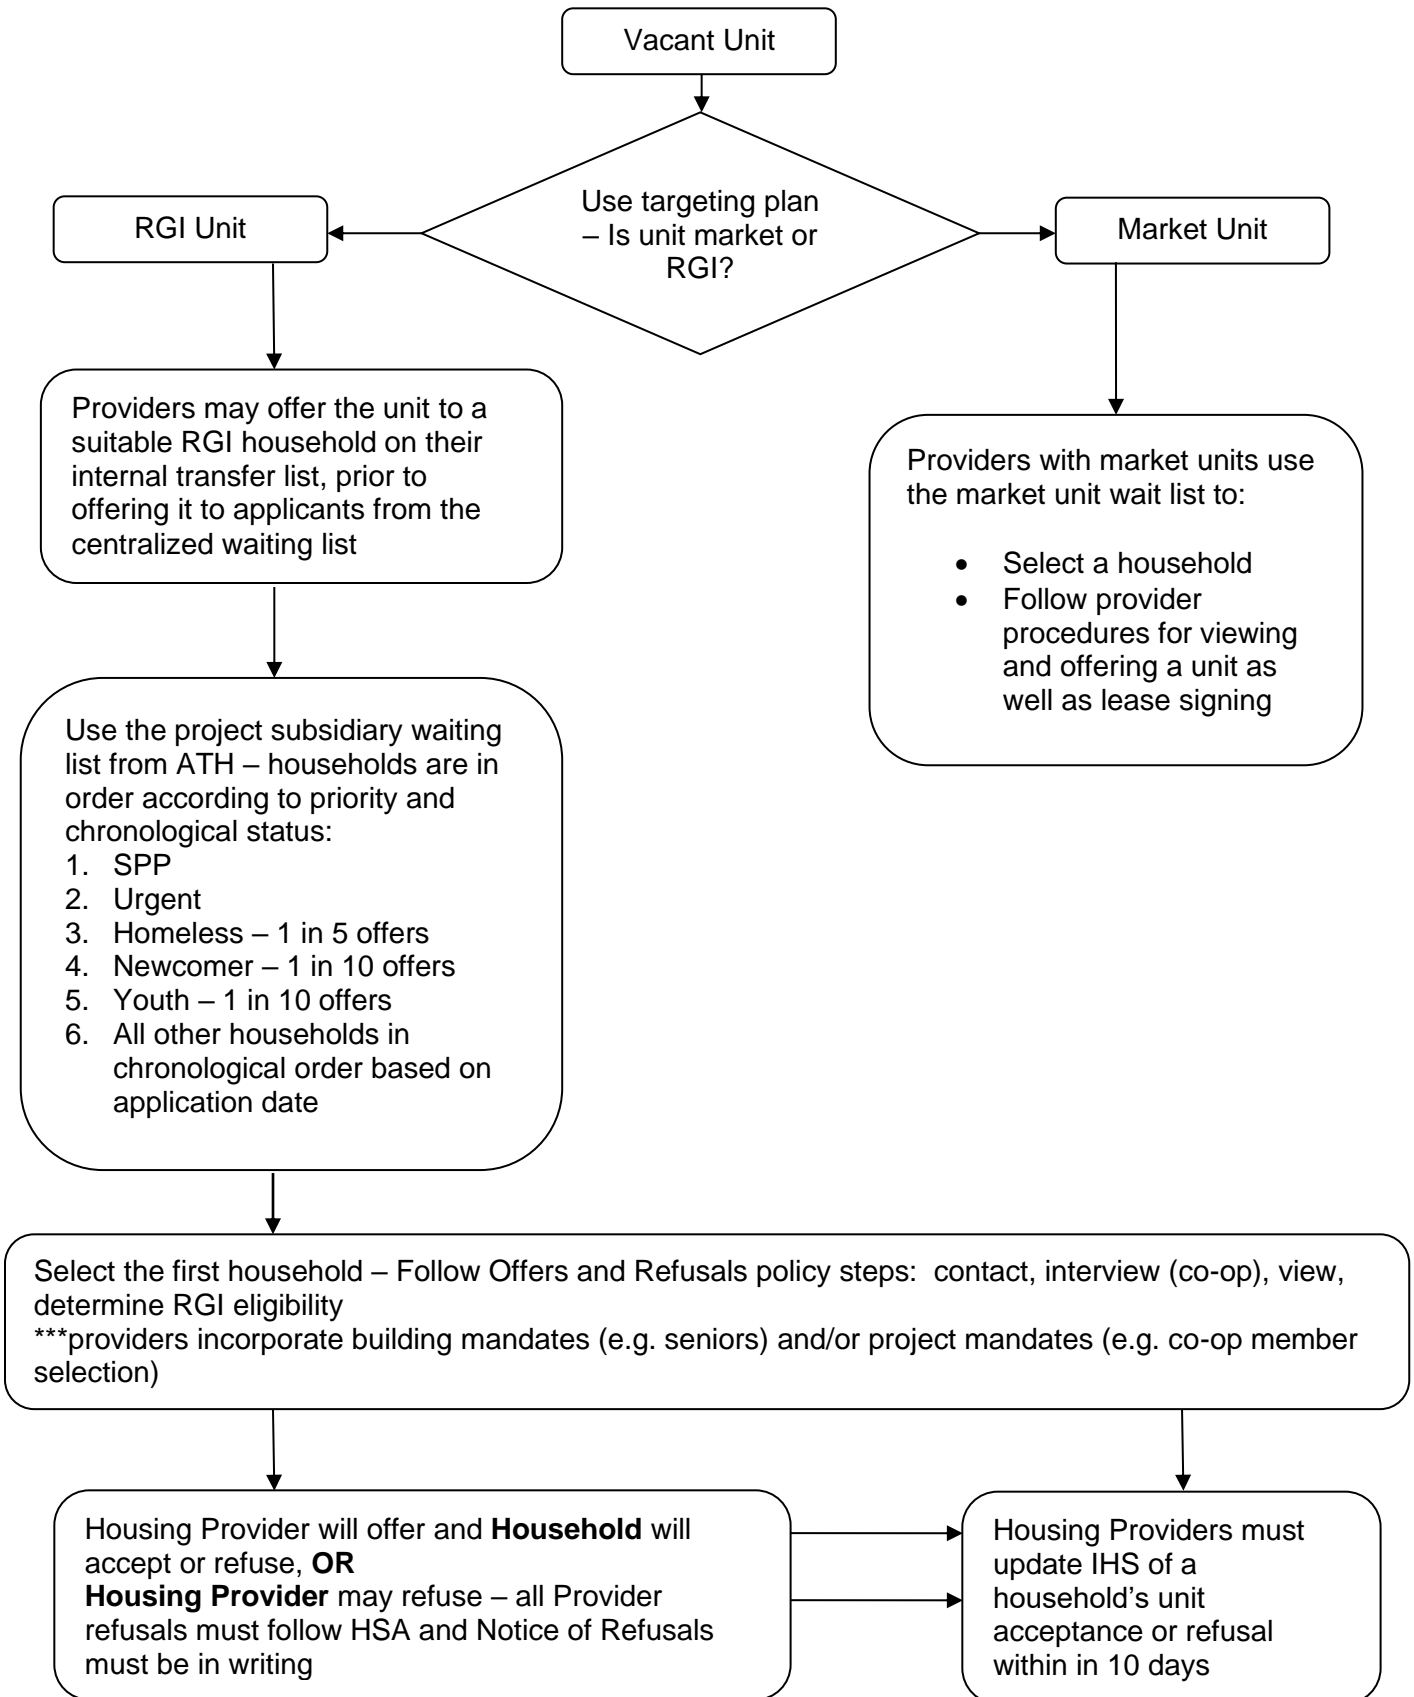 Vacant Unit
Use targeting plan
– Is unit market or
RGI?
RGI Unit
Market Unit
Providers may offer the unit to a
suitable RGI household on their
internal transfer list, prior to
offering it to applicants from the
centralized waiting list
Providers with market units use
the market unit wait list to:
• Select a household
• Follow provider
procedures for viewing
and offering a unit as
well as lease signing
Use the project subsidiary waiting
list from ATH – households are in
order according to priority and
chronological status:
1. SPP
2. Urgent
3. Homeless – 1 in 5 offers
4. Newcomer – 1 in 10 offers
5. Youth – 1 in 10 offers
6. All other households in
chronological order based on
application date
Select the first household – Follow Offers and Refusals policy steps: contact, interview (co-op), view,
determine RGI eligibility
***providers incorporate building mandates (e.g. seniors) and/or project mandates (e.g. co-op member
selection)
Housing Provider will offer and Household will
accept or refuse, OR
Housing Provider may refuse – all Provider
refusals must follow HSA and Notice of Refusals
must be in writing
Housing Providers must
update IHS of a
household's unit
acceptance or refusal
within in 10 days